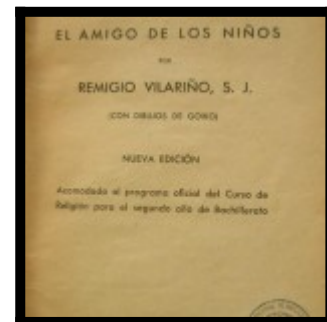 EL AMIGO DE LOS NIÑOS
POR
REMIGIO VILARIÑO, S. J.
(CON DIBUJOS DE GOIKO)
NUEVA EDICIÓN
Acomodada al programa oficial del Curso de
Religión para el segundo año de Bachillerato